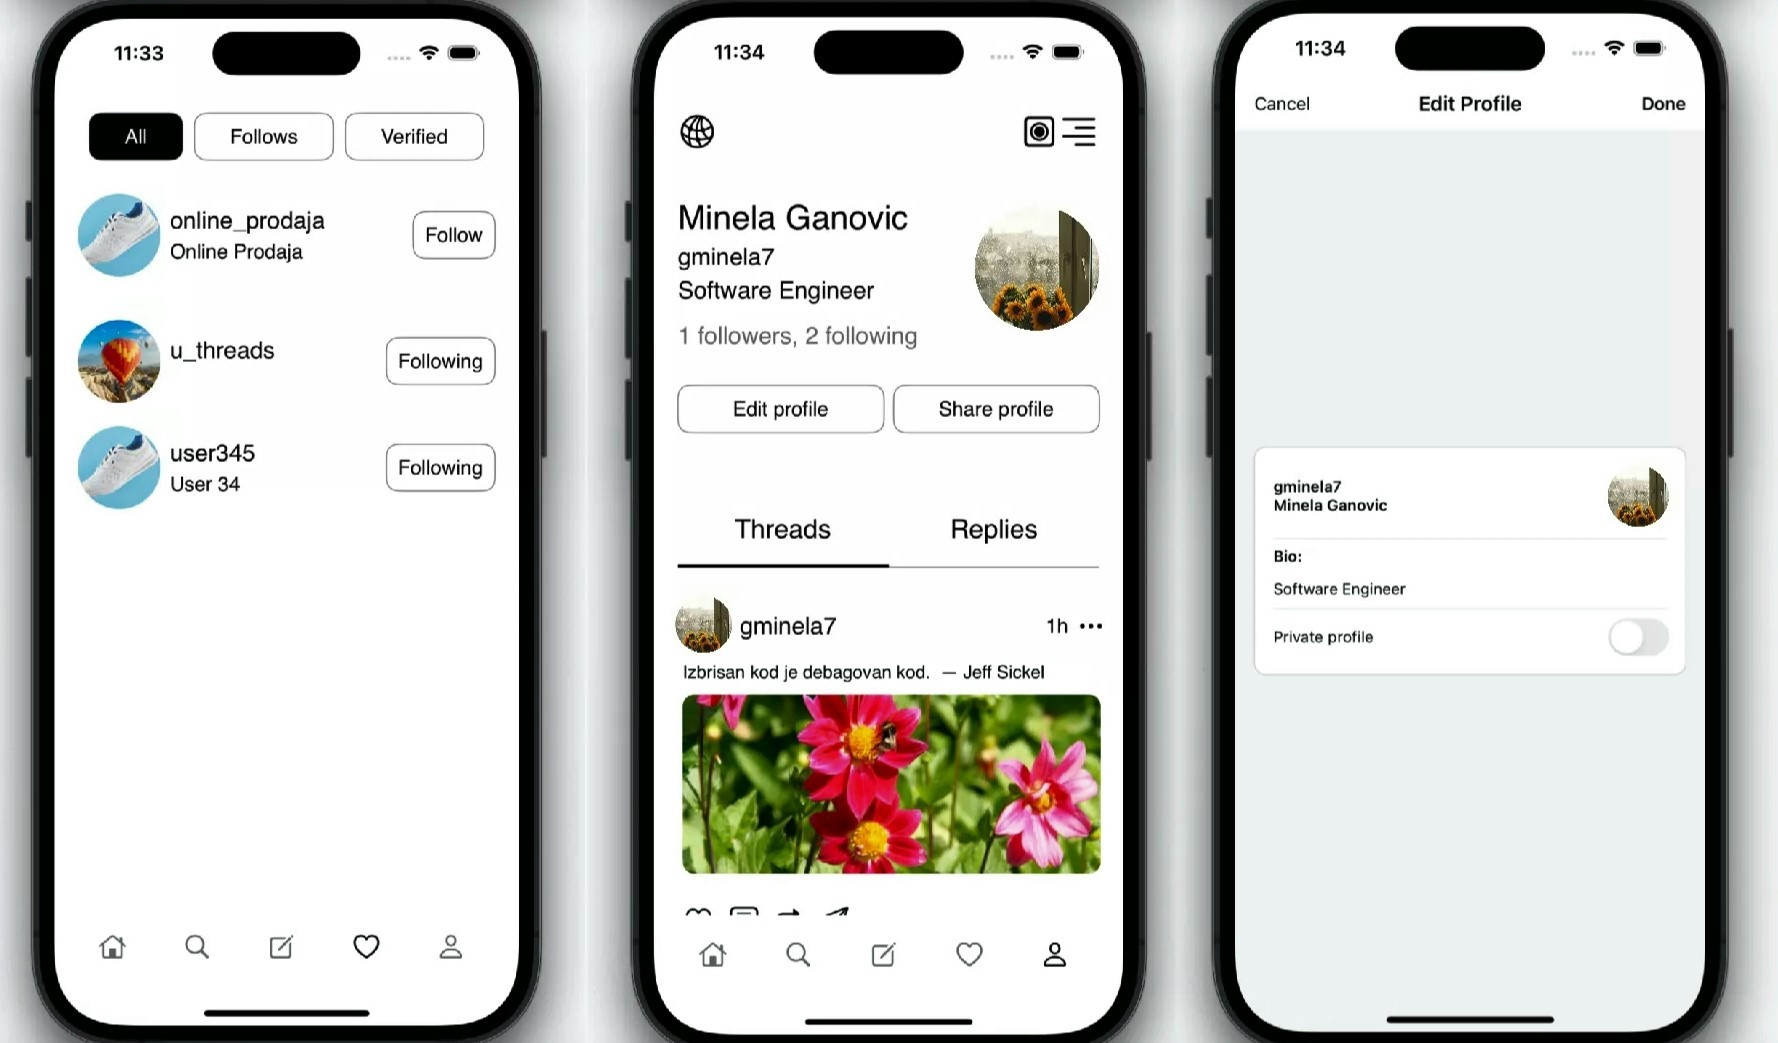 11:33
All
Follows
Verified
online_prodaja
Online Prodaja
Follow
u_threads
Following
user345
User 34
Following
11:34
Minela Ganovic
gminela7
Software Engineer
1 followers, 2 following
Edit profile
Share profile
Threads
Replies
gminela7
1h
Izbrisan kod je debagovan kod. — Jeff Sickel
11:34
Cancel
Edit Profile
Done
gminela7
Minela Ganovic
Bio:
Software Engineer
Private profile